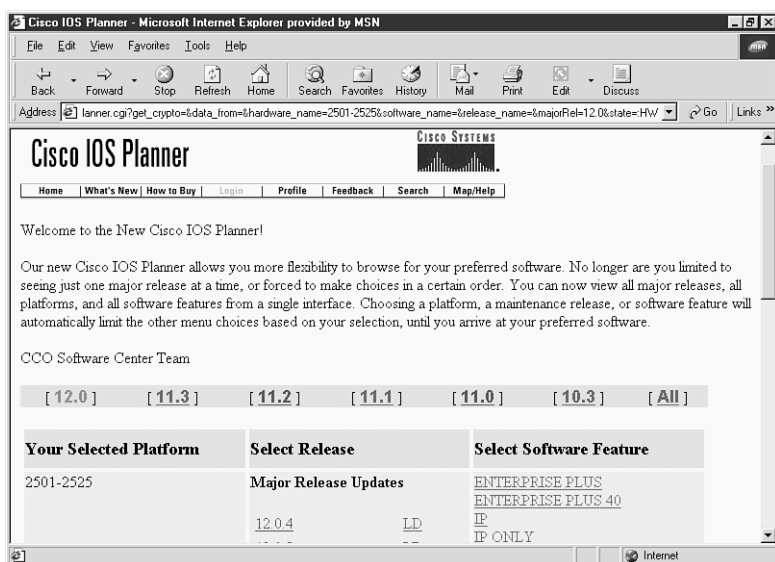 Cisco IOS Planner - Microsoft Internet Explorer provided by MSN
File Edit View Favorites Tools Help
msn
Back Forward Stop Refresh Home Search Favorites History Mail Print Edit Discuss
Address lanner.cgi?get_crypto=&data_from=&hardware_name=2501-2525&software_name=&release_name=&majorRel=12.0&state=:HW Go Links »
Cisco IOS Planner
CISCO SYSTEMS
Home | What's New | How to Buy | Login | Profile | Feedback | Search | Map/Help
Welcome to the New Cisco IOS Planner!
Our new Cisco IOS Planner allows you more flexibility to browse for your preferred software. No longer are you limited to
seeing just one major release at a time, or forced to make choices in a certain order. You can now view all major releases, all
platforms, and all software features from a single interface. Choosing a platform, a maintenance release, or software feature will
automatically limit the other menu choices based on your selection, until you arrive at your preferred software.
CCO Software Center Team
[ 12.0 ] [ 11.3 ] [ 11.2 ] [ 11.1 ] [ 11.0 ] [ 10.3 ] [ All ]
Your Selected Platform Select Release Select Software Feature
2501-2525 Major Release Updates ENTERPRISE PLUS
ENTERPRISE PLUS 40
12.0.4 LD IP
IP ONLY
Internet